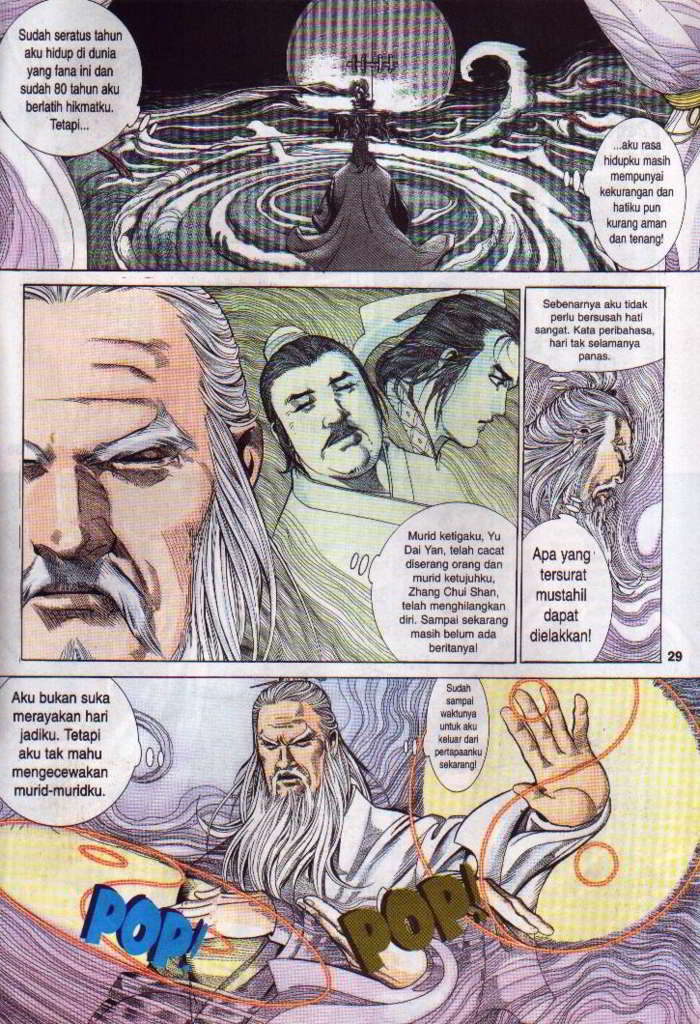 Sudah seratus tahun
aku hidup di dunia
yang fana ini dan
sudah 80 tahun aku
berlatih hikmatku.
Tetapi...
...aku rasa
hidupku masih
mempunyai
kekurangan dan
hatiku pun
kurang aman
dan tenang!
Murid ketigaku, Yu
Dai Yan, telah cacat
diserang orang dan
murid ketujuhku,
Zhang Chui Shan,
telah menghilangkan
diri. Sampai sekarang
masih belum ada
beritanya!
Sebenarnya aku tidak
perlu bersusah hati
sangat. Kata peribahasa,
hari tak selamanya
panas.
Apa yang
tersurat
mustahil
dapat
dielakkan!
29
Aku bukan suka
merayakan hari
jadiku. Tetapi
aku tak mahu
mengecewakan
murid-muridku.
Sudah
sampai
waktunya
untuk aku
keluar dari
pertapaanku
sekarang!
POP!
POP!